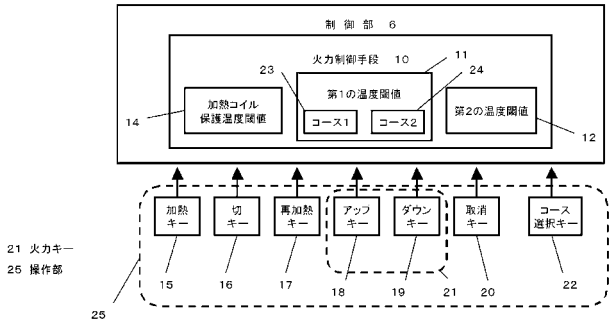 制御部 6
火力制御手段 10
11
23
24
第1の温度閾値
コース1
コース2
加熱コイル
保護温度閾値
第2の温度閾値
14
12
加熱
キー
切
キー
再加熱
キー
アップ
キー
ダウン
キー
取消
キー
コース
選択キー
15
16
17
18
19
21
20
22
21 火力キー
25 操作部
25